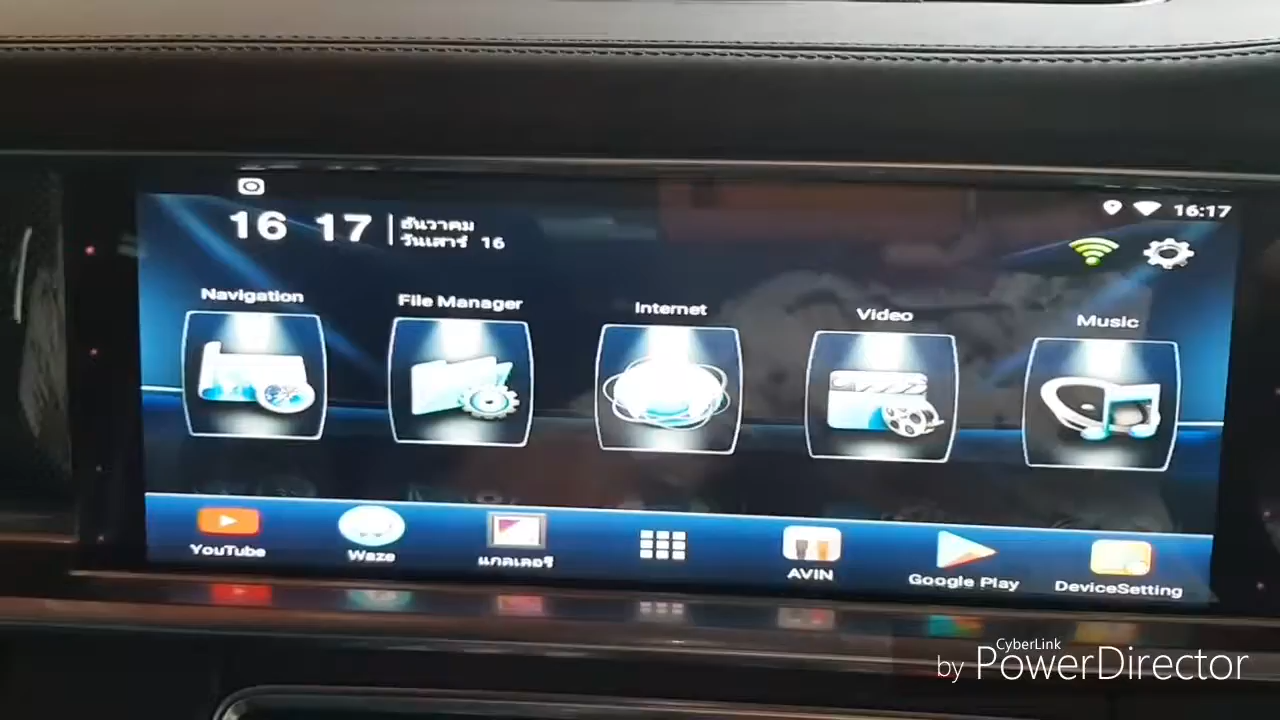 16:17
16 17
ธันวาคม
วันเสาร์ 16
Navigation
File Manager
Internet
Video
Music
YouTube
Waze
แกลเลอรี
AVIN
Google Play
DeviceSetting
CyberLink
by PowerDirector